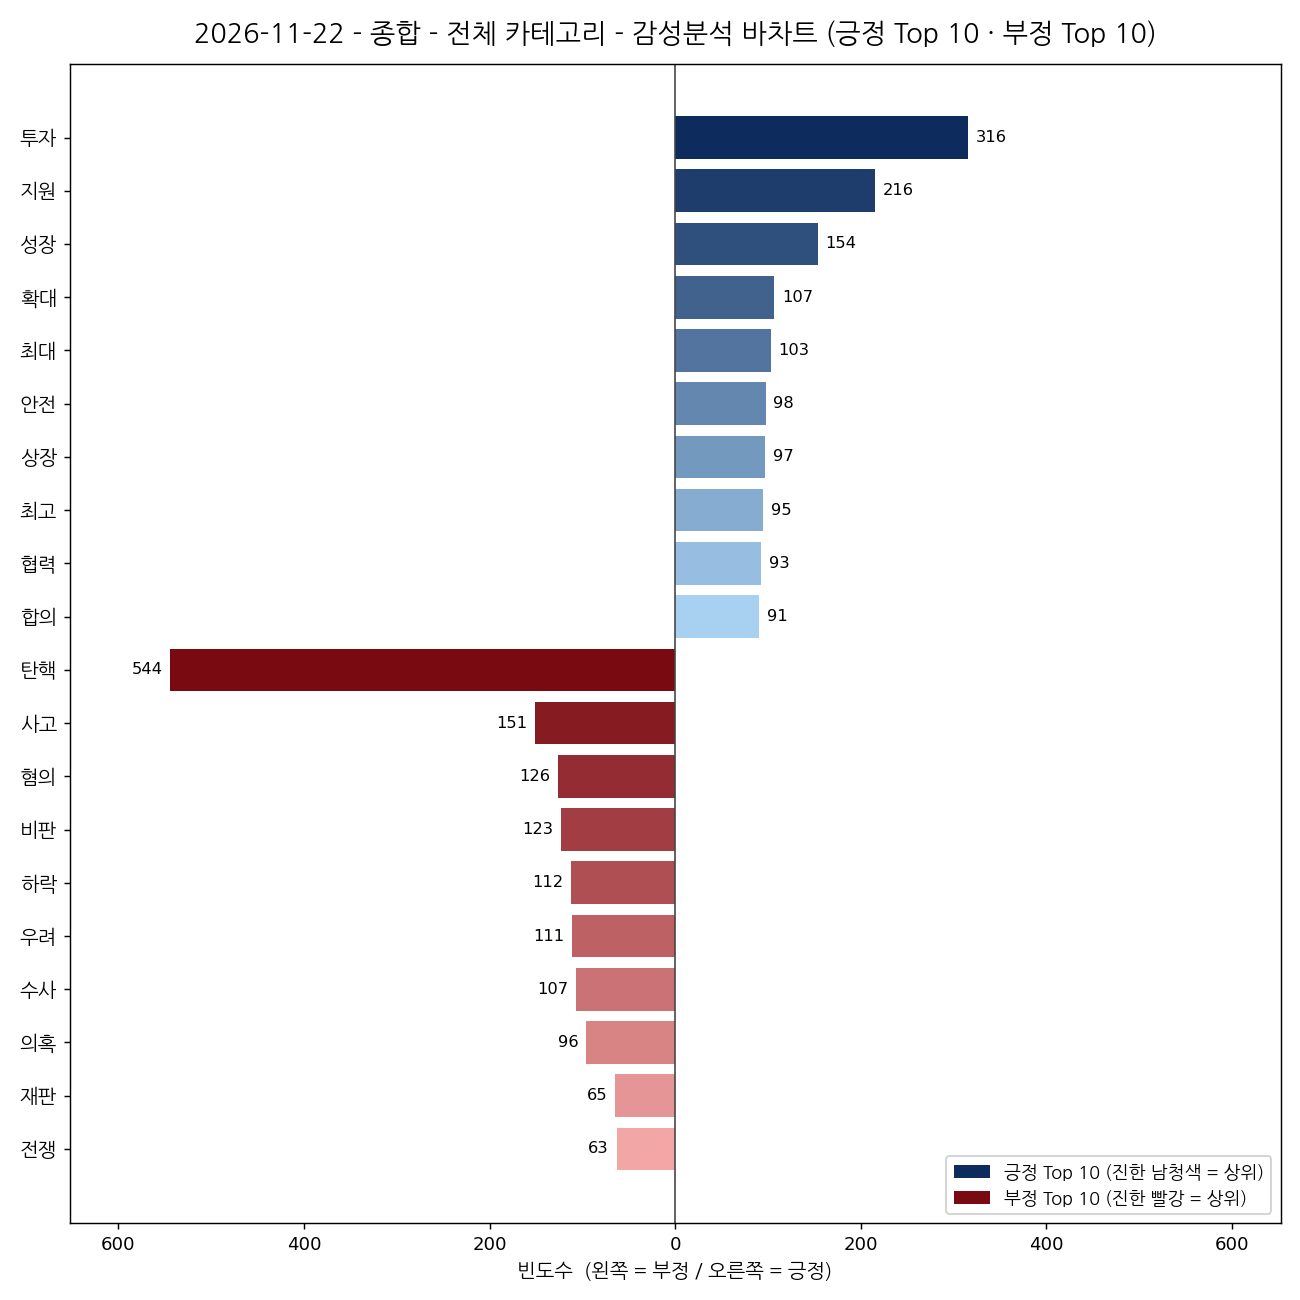 2026-11-22 - 종합 - 전체 카테고리 - 감성분석 바차트 (긍정 Top 10 · 부정 Top 10)
투자 316
지원 216
성장 154
확대 107
최대 103
안전 98
상장 97
최고 95
협력 93
합의 91
탄핵 544
사고 151
혐의 126
비판 123
하락 112
우려 111
수사 107
의혹 96
재판 65
전쟁 63
긍정 Top 10 (진한 남청색 = 상위)
부정 Top 10 (진한 빨강 = 상위)
600 400 200 0 200 400 600
빈도수 (왼쪽 = 부정 / 오른쪽 = 긍정)